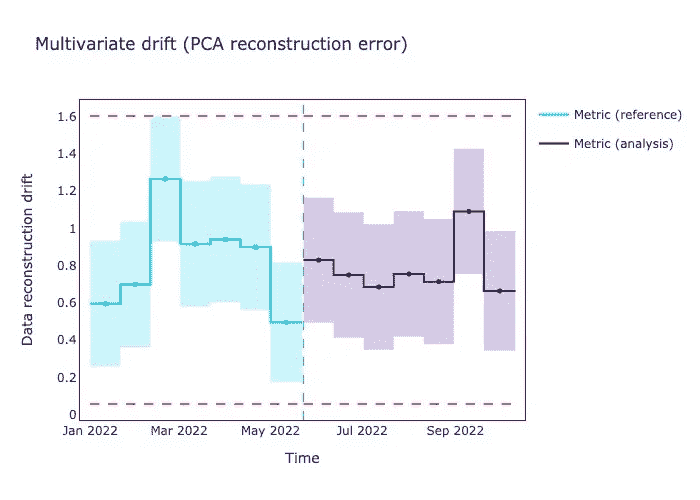 Multivariate drift (PCA reconstruction error)
Metric (reference)
Metric (analysis)
Data reconstruction drift
1.6
1.4
1.2
1
0.8
0.6
0.4
0.2
0
Jan 2022 Mar 2022 May 2022 Jul 2022 Sep 2022
Time